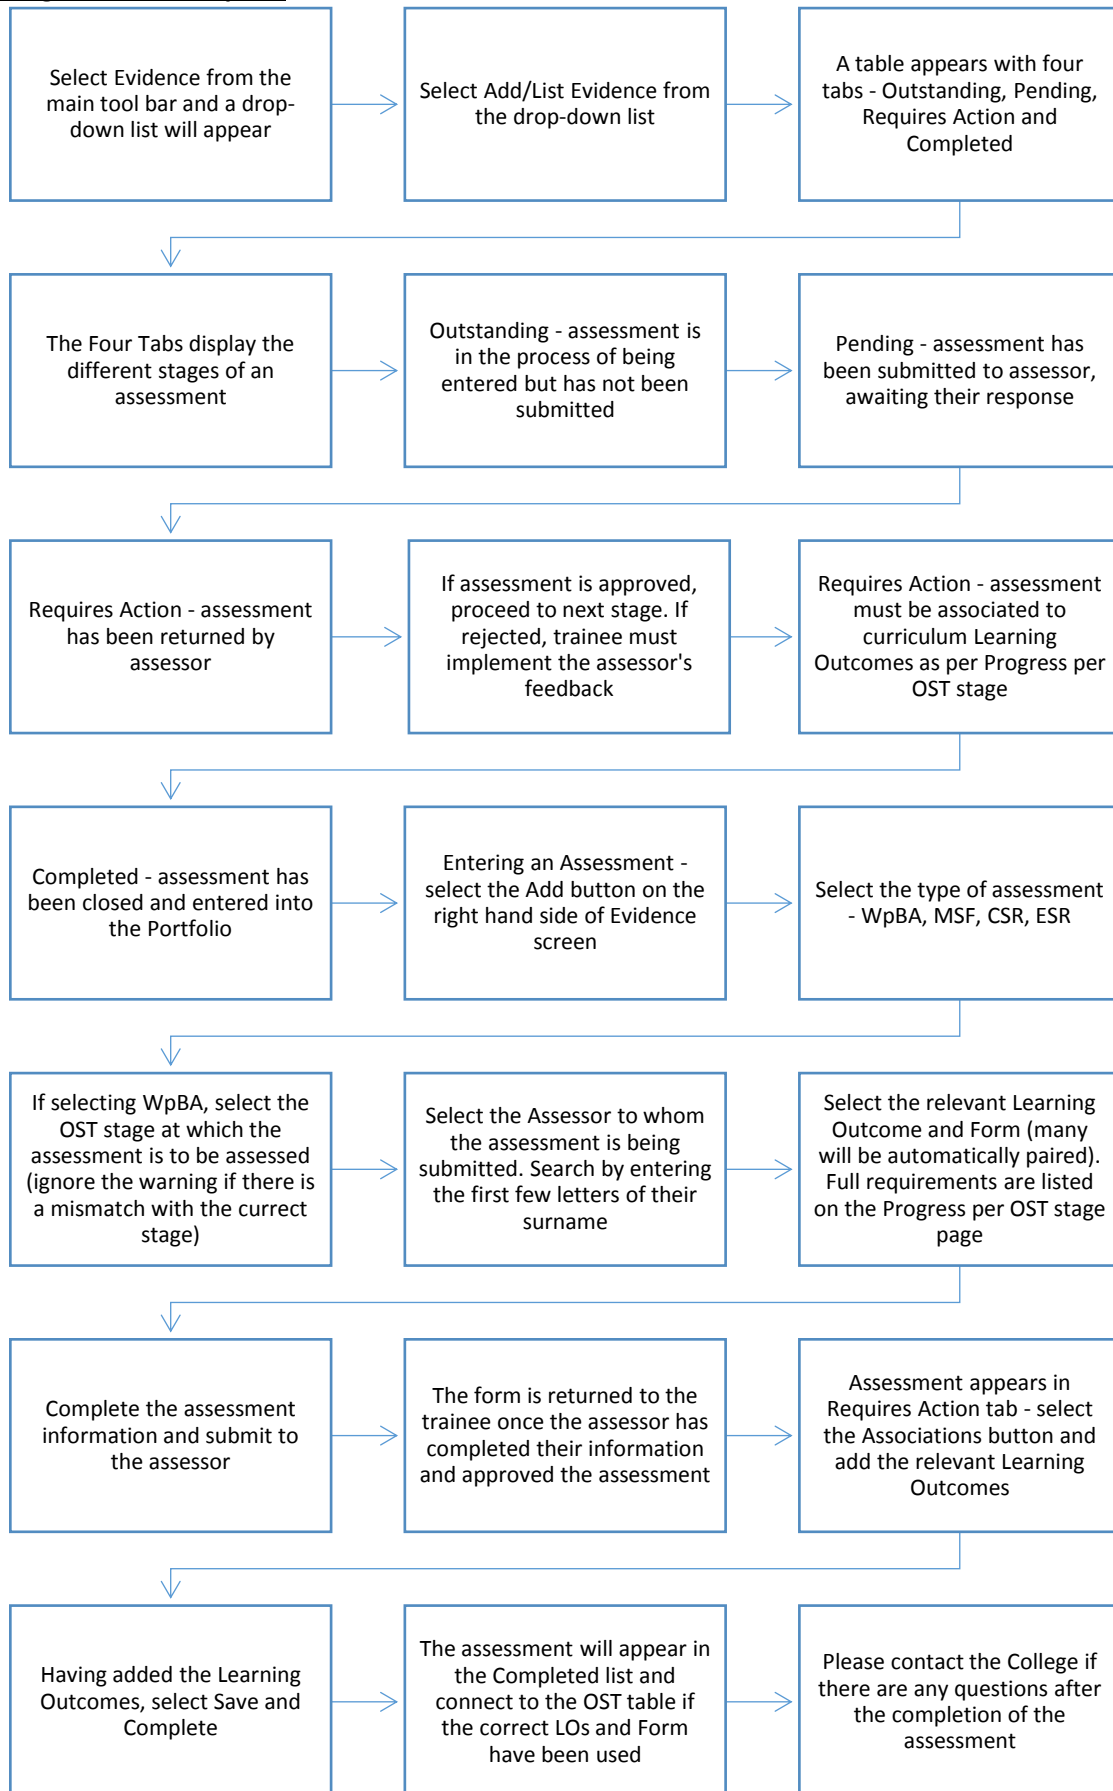 Select Evidence from the
main tool bar and a drop-
down list will appear
Select Add/List Evidence from
the drop-down list
A table appears with four
tabs - Outstanding, Pending,
Requires Action and
Completed
The Four Tabs display the
different stages of an
assessment
Outstanding - assessment is
in the process of being
entered but has not been
submitted
Pending - assessment has
been submitted to assessor,
awaiting their response
Requires Action - assessment
has been returned by
assessor
If assessment is approved,
proceed to next stage. If
rejected, trainee must
implement the assessor's
feedback
Requires Action - assessment
must be associated to
curriculum Learning
Outcomes as per Progress per
OST stage
Completed - assessment has
been closed and entered into
the Portfolio
Entering an Assessment -
select the Add button on the
right hand side of Evidence
screen
Select the type of assessment
- WpBA, MSF, CSR, ESR
If selecting WpBA, select the
OST stage at which the
assessment is to be assessed
(ignore the warning if there is
a mismatch with the currect
stage)
Select the Assessor to whom
the assessment is being
submitted. Search by entering
the first few letters of their
surname
Select the relevant Learning
Outcome and Form (many
will be automatically paired).
Full requirements are listed
on the Progress per OST stage
page
Complete the assessment
information and submit to
the assessor
The form is returned to the
trainee once the assessor has
completed their information
and approved the assessment
Assessment appears in
Requires Action tab - select
the Associations button and
add the relevant Learning
Outcomes
Having added the Learning
Outcomes, select Save and
Complete
The assessment will appear in
the Completed list and
connect to the OST table if
the correct LOs and Form
have been used
Please contact the College if
there are any questions after
the completion of the
assessment